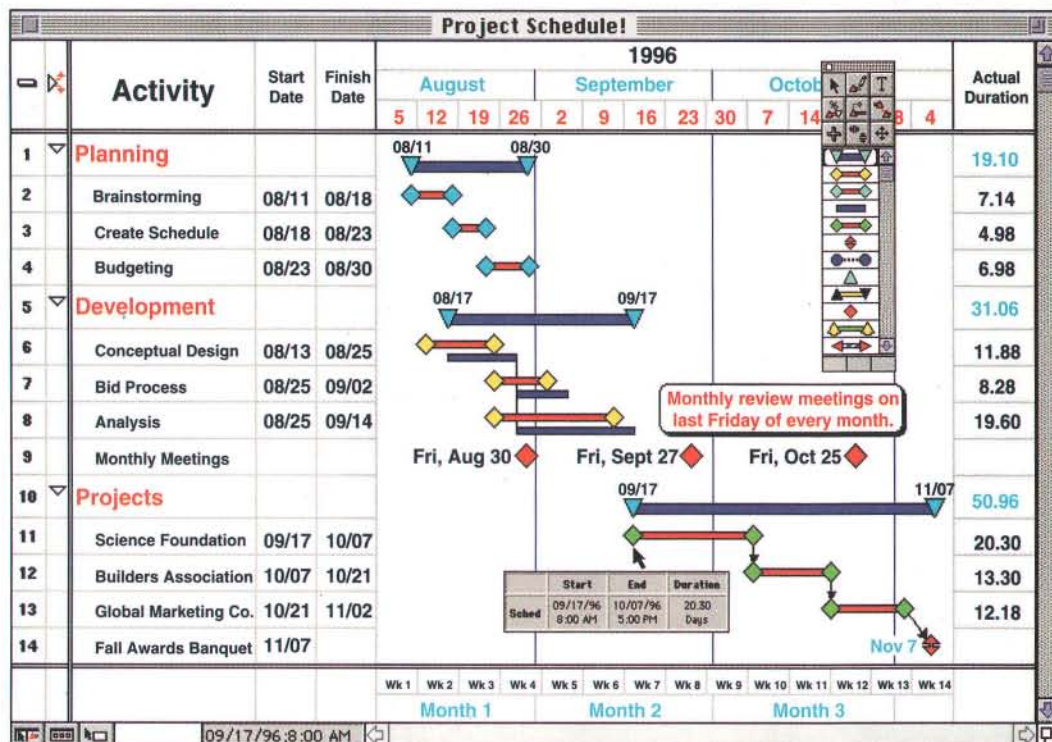 Project Schedule!
1996
Activity Start Date Finish Date August September Octob Actual Duration
5 12 19 26 2 9 16 23 30 7 14 8 4
1 Planning 08/11 08/30 19.10
2 Brainstorming 08/11 08/18 7.14
3 Create Schedule 08/18 08/23 4.98
4 Budgeting 08/23 08/30 6.98
5 Development 08/17 09/17 31.06
6 Conceptual Design 08/13 08/25 11.88
7 Bid Process 08/25 09/02 8.28
Monthly review meetings on
last Friday of every month.
8 Analysis 08/25 09/14 19.60
9 Monthly Meetings Fri, Aug 30 Fri, Sept 27 Fri, Oct 25
10 Projects 09/17 11/07 50.96
11 Science Foundation 09/17 10/07 20.30
12 Builders Association 10/07 10/21 13.30
13 Global Marketing Co. 10/21 11/02 12.18
Start End Duration
Sched 09/17/96 10/07/96 20.30
8:00 AM 5:00 PM Days
14 Fall Awards Banquet 11/07 Nov 7
Wk 1 Wk 2 Wk 3 Wk 4 Wk 5 Wk 6 Wk 7 Wk 8 Wk 9 Wk 10 Wk 11 Wk 12 Wk 13 Wk 14
Month 1 Month 2 Month 3
09/17/96;8:00 AM
T